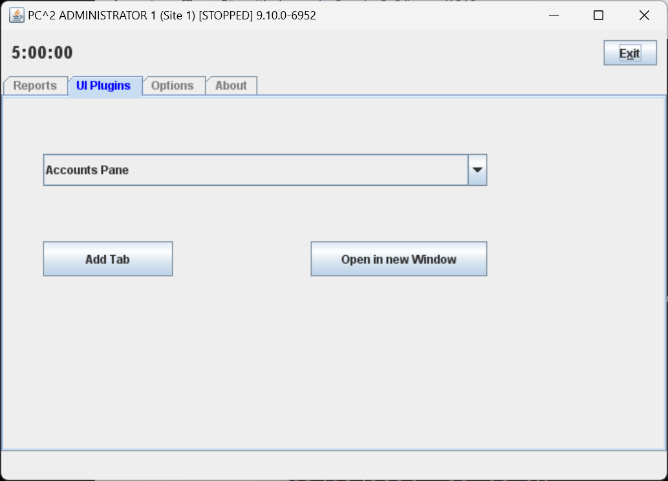 PC^2 ADMINISTRATOR 1 (Site 1) [STOPPED] 9.10.0-6952
5:00:00
Exit
Reports UI Plugins Options About
Accounts Pane
Add Tab Open in new Window